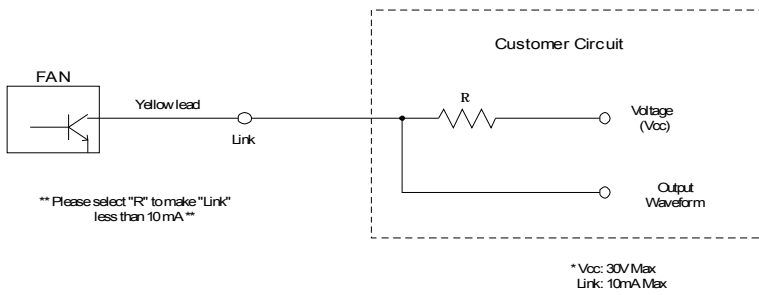 Customer Circuit
FAN
Yellow lead
R
Voltage
(Vcc)
Link
Output
Waveform
** Please select "R" to make "Link"
less than 10 mA **
* Vcc: 30V Max
Link: 10mA Max